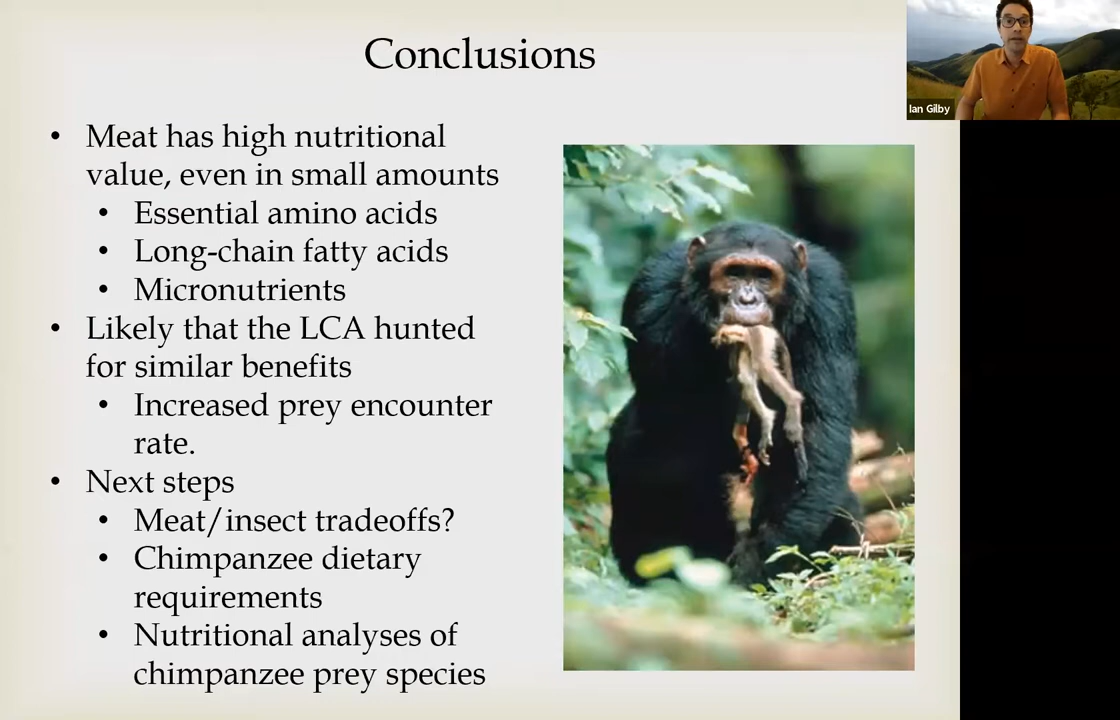 Conclusions
• Meat has high nutritional
value, even in small amounts
• Essential amino acids
• Long-chain fatty acids
• Micronutrients
• Likely that the LCA hunted
for similar benefits
• Increased prey encounter
rate.
• Next steps
• Meat/insect tradeoffs?
• Chimpanzee dietary
requirements
• Nutritional analyses of
chimpanzee prey species
Ian Gilby